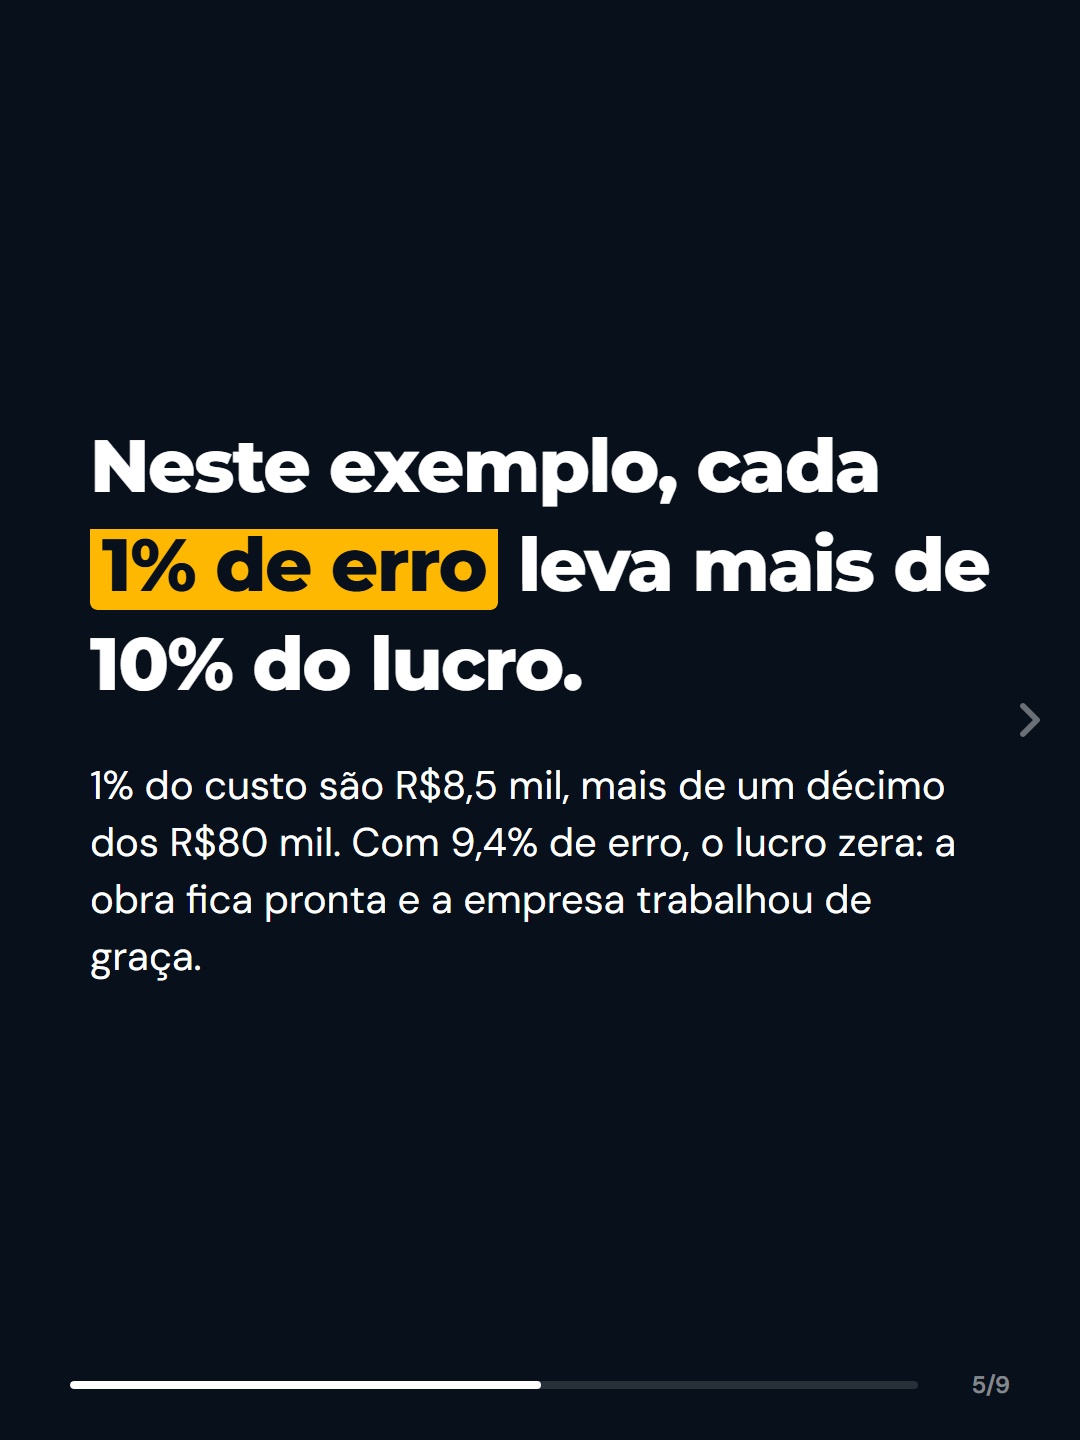 Neste exemplo, cada
1% de erro leva mais de
10% do lucro.
1% do custo são R$8,5 mil, mais de um décimo
dos R$80 mil. Com 9,4% de erro, o lucro zera: a
obra fica pronta e a empresa trabalhou de
graça.
5/9